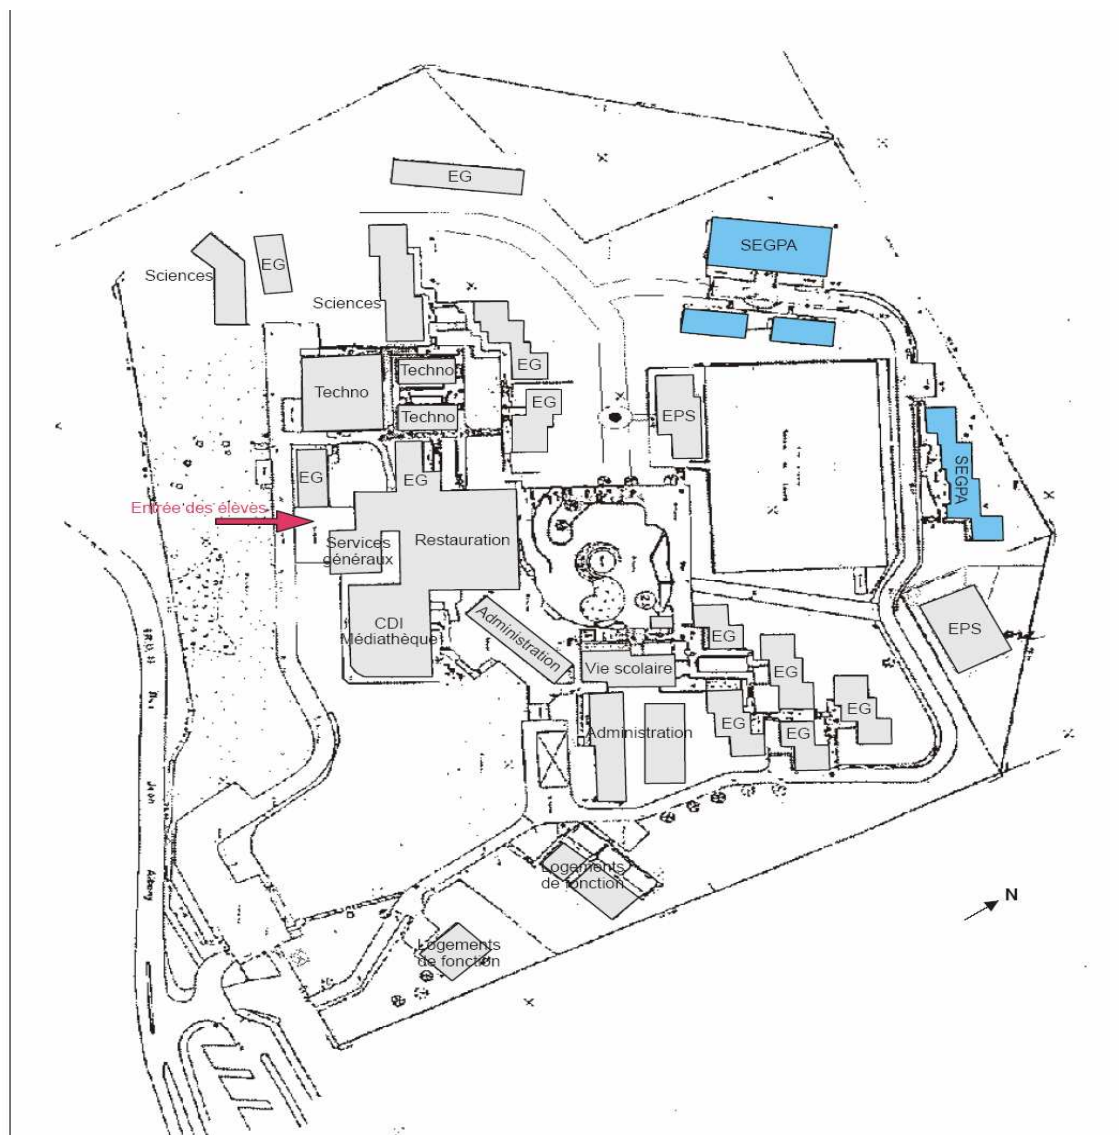 EG
SEGPA
Sciences
EG
Sciences
Techno
Techno
EG
Techno
EG
EPS
EG
EG
SEGPA
Entrée des élèves
Services
généraux
Restauration
CDI
Médiathèque
Administration
Vie scolaire
EG
EPS
EG
EG
EG
EG
Administration
Logements
de fonction
N
Logements
de fonction